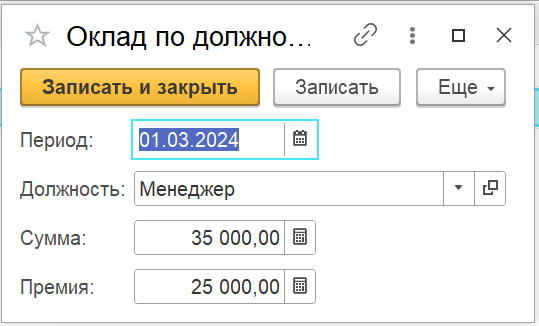 Оклад по должно...
Записать и закрыть
Записать
Еще
Период: 01.03.2024
Должность: Менеджер
Сумма: 35 000,00
Премия: 25 000,00